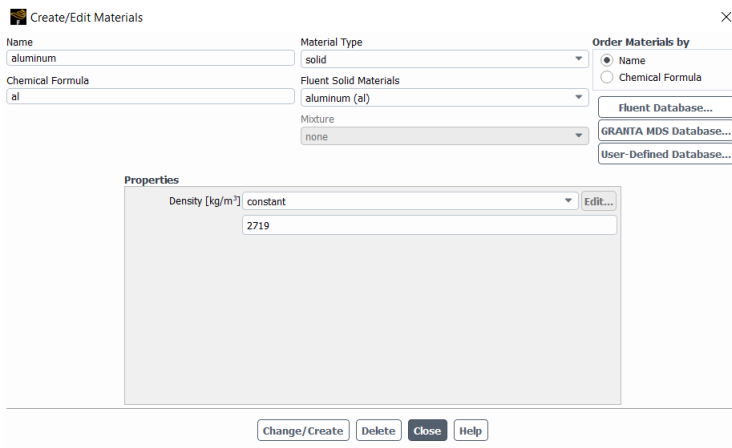 Create/Edit Materials
Name
aluminum
Chemical Formula
al
Material Type
solid
Fluent Solid Materials
aluminum (al)
Mixture
none
Order Materials by
Name
Chemical Formula
Fluent Database...
GRANTA MDS Database...
User-Defined Database...
Properties
Density [kg/m³] constant Edit...
2719
Change/Create Delete Close Help